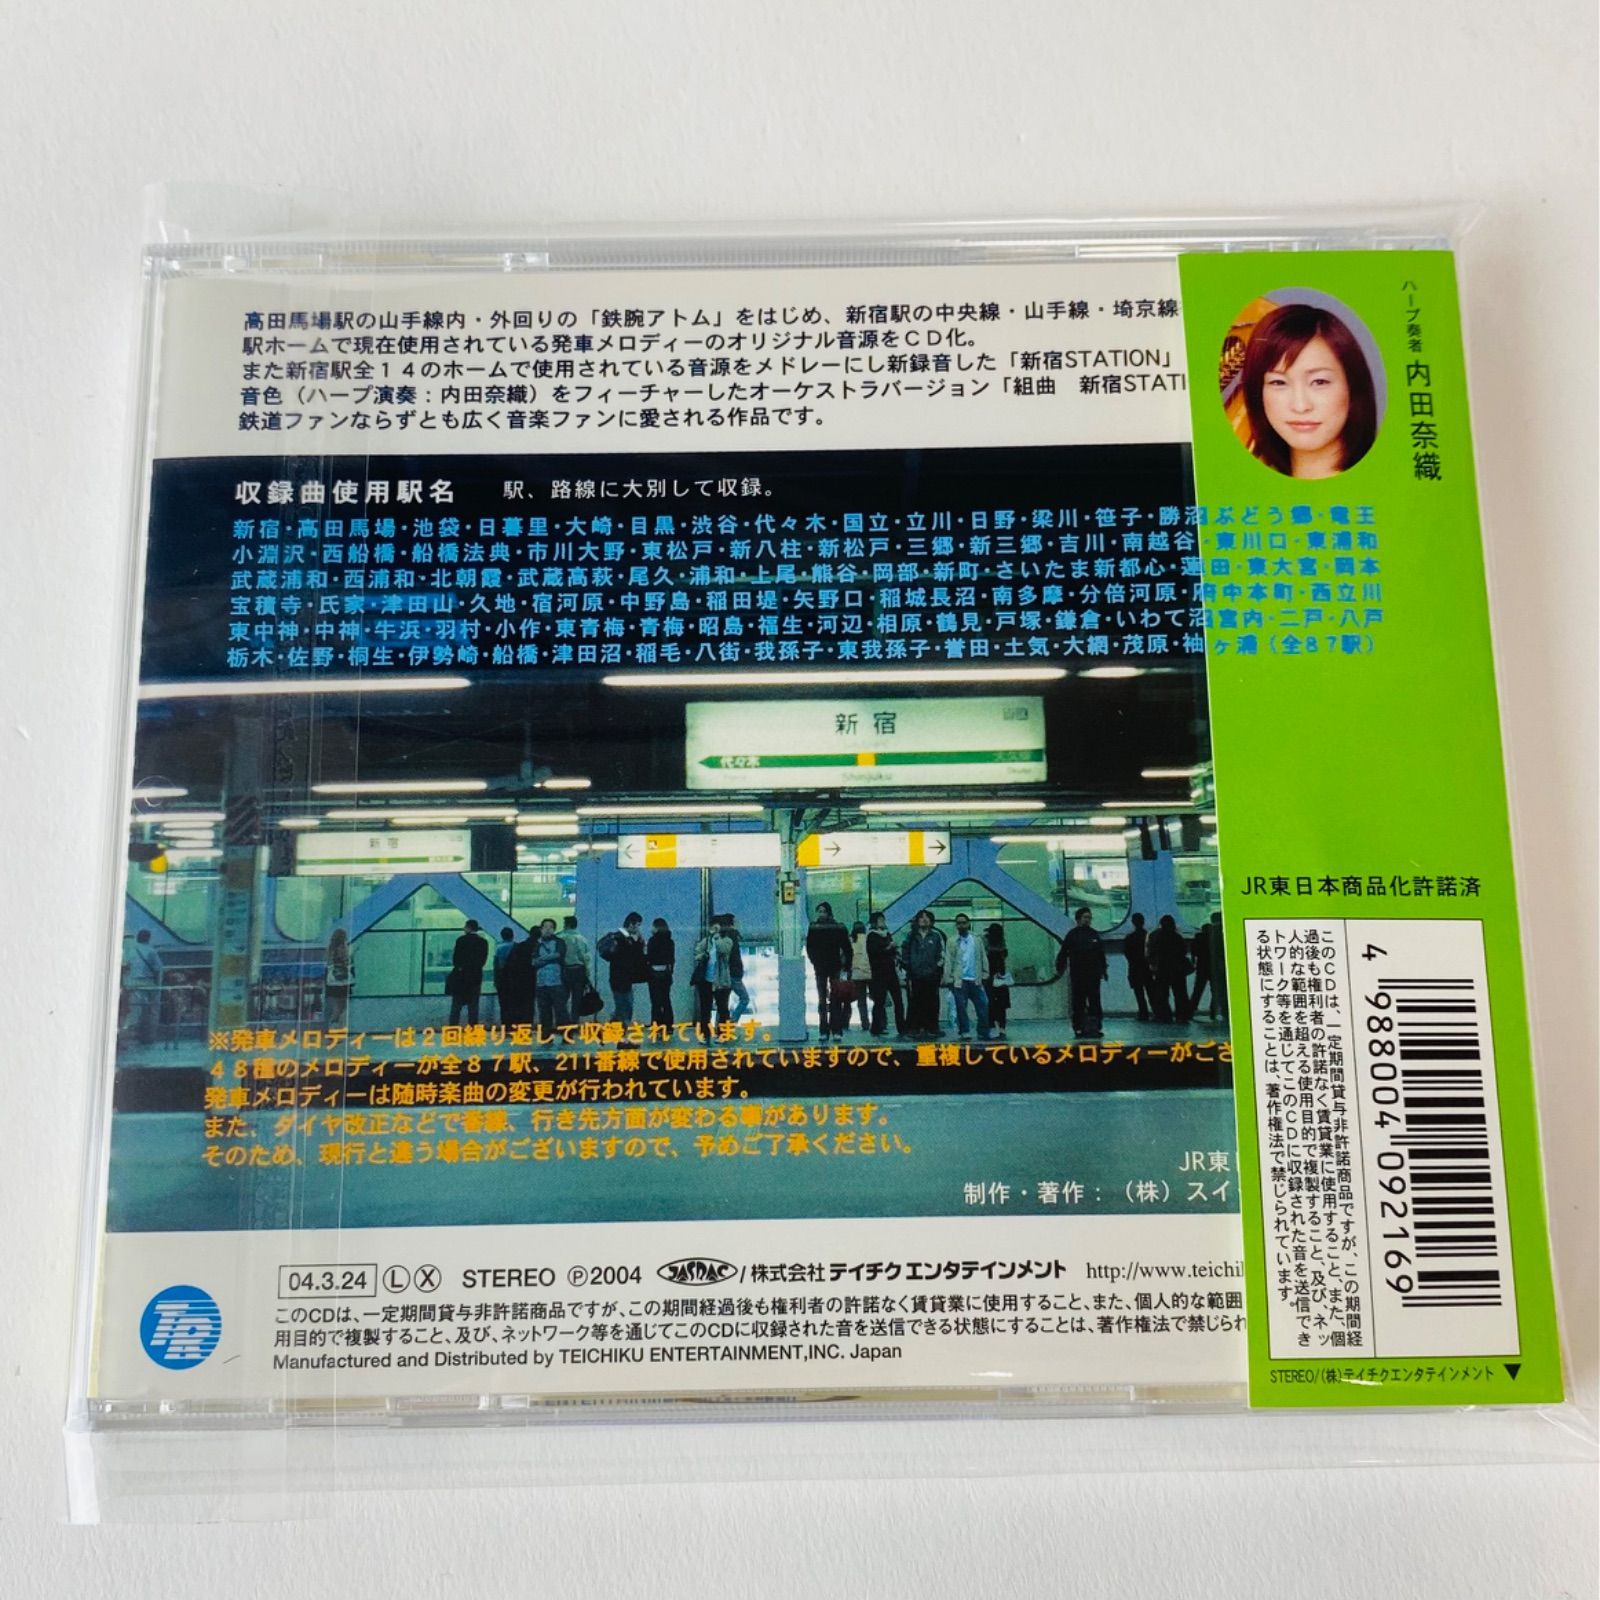 高田馬場駅の山手線内・外回りの「鉄腕アトム」をはじめ、新宿駅の中央線・山手線・埼京線
駅ホームで現在使用されている発車メロディーのオリジナル音源をＣＤ化。
また新宿駅全１４のホームで使用されている音源をメドレーにし新録音した「新宿STATION」
音色（ハープ演奏：内田奈織）をフィーチャーしたオーケストラバージョン「組曲　新宿STATI
鉄道ファンならずとも広く音楽ファンに愛される作品です。
収録曲使用駅名　駅、路線に大別して収録。
新宿・高田馬場・池袋・日暮里・大崎・目黒・渋谷・代々木・国立・立川・日野・梁川・笹子・勝沼ぶどう郷・竜王
小淵沢・西船橋・船橋法典・市川大野・東松戸・新八柱・新松戸・三郷・新三郷・吉川・南越谷・東川口・東浦和
武蔵浦和・西浦和・北朝霞・武蔵高萩・尾久・浦和・上尾・熊谷・岡部・新町・さいたま新都心・蓮田・東大宮・岡本
宝積寺・氏家・津田山・久地・宿河原・中野島・稲田堤・矢野口・稲城長沼・南多摩・分倍河原・府中本町・西立川
東中神・中神・牛浜・羽村・小作・東青梅・青梅・昭島・福生・河辺・相原・鶴見・戸塚・鎌倉・いわて沼宮内・二戸・八戸
栃木・佐野・桐生・伊勢崎・船橋・津田沼・稲毛・八街・我孫子・東我孫子・誉田・土気・大網・茂原・袖ヶ浦（全８７駅）
新宿
代々木
Shinjuku
新宿
※発車メロディーは２回繰り返して収録されています。
４８種のメロディーが全８７駅、211番線で使用されていますので、重複しているメロディーがござ
発車メロディーは随時楽曲の変更が行われています。
また、ダイヤ改正などで番線、行き先方面が変わる事があります。
そのため、現行と違う場合がございますので、予めご了承ください。
JR東
制作・著作：（株）スイ
04.3.24 Ⓛ Ⓧ STEREO ℗2004 JASRAC/株式会社テイチクエンタテインメント http://www.teichi
このCDは、一定期間貸与非許諾商品ですが、この期間経過後も権利者の許諾なく賃貸業に使用すること、また、個人的な範囲
用目的で複製すること、及び、ネットワーク等を通じてこのCDに収録された音を送信できる状態にすることは、著作権法で禁じら
Manufactured and Distributed by TEICHIKU ENTERTAINMENT,INC. Japan
ハープ奏者 内田奈織
JR東日本商品化許諾済
このＣＤは、一定期間貸与非許諾商品ですが、この期間経
過後も権利者の許諾なく賃貸業に使用すること、また、個
人的な範囲を超える使用目的で複製すること、及び、ネッ
トワーク等を通じてこのＣＤに収録された音を送信でき
る状態にすることは、著作権法で禁じられています。
4 988004 092169
STEREO/(株)テイチクエンタテインメント ▼